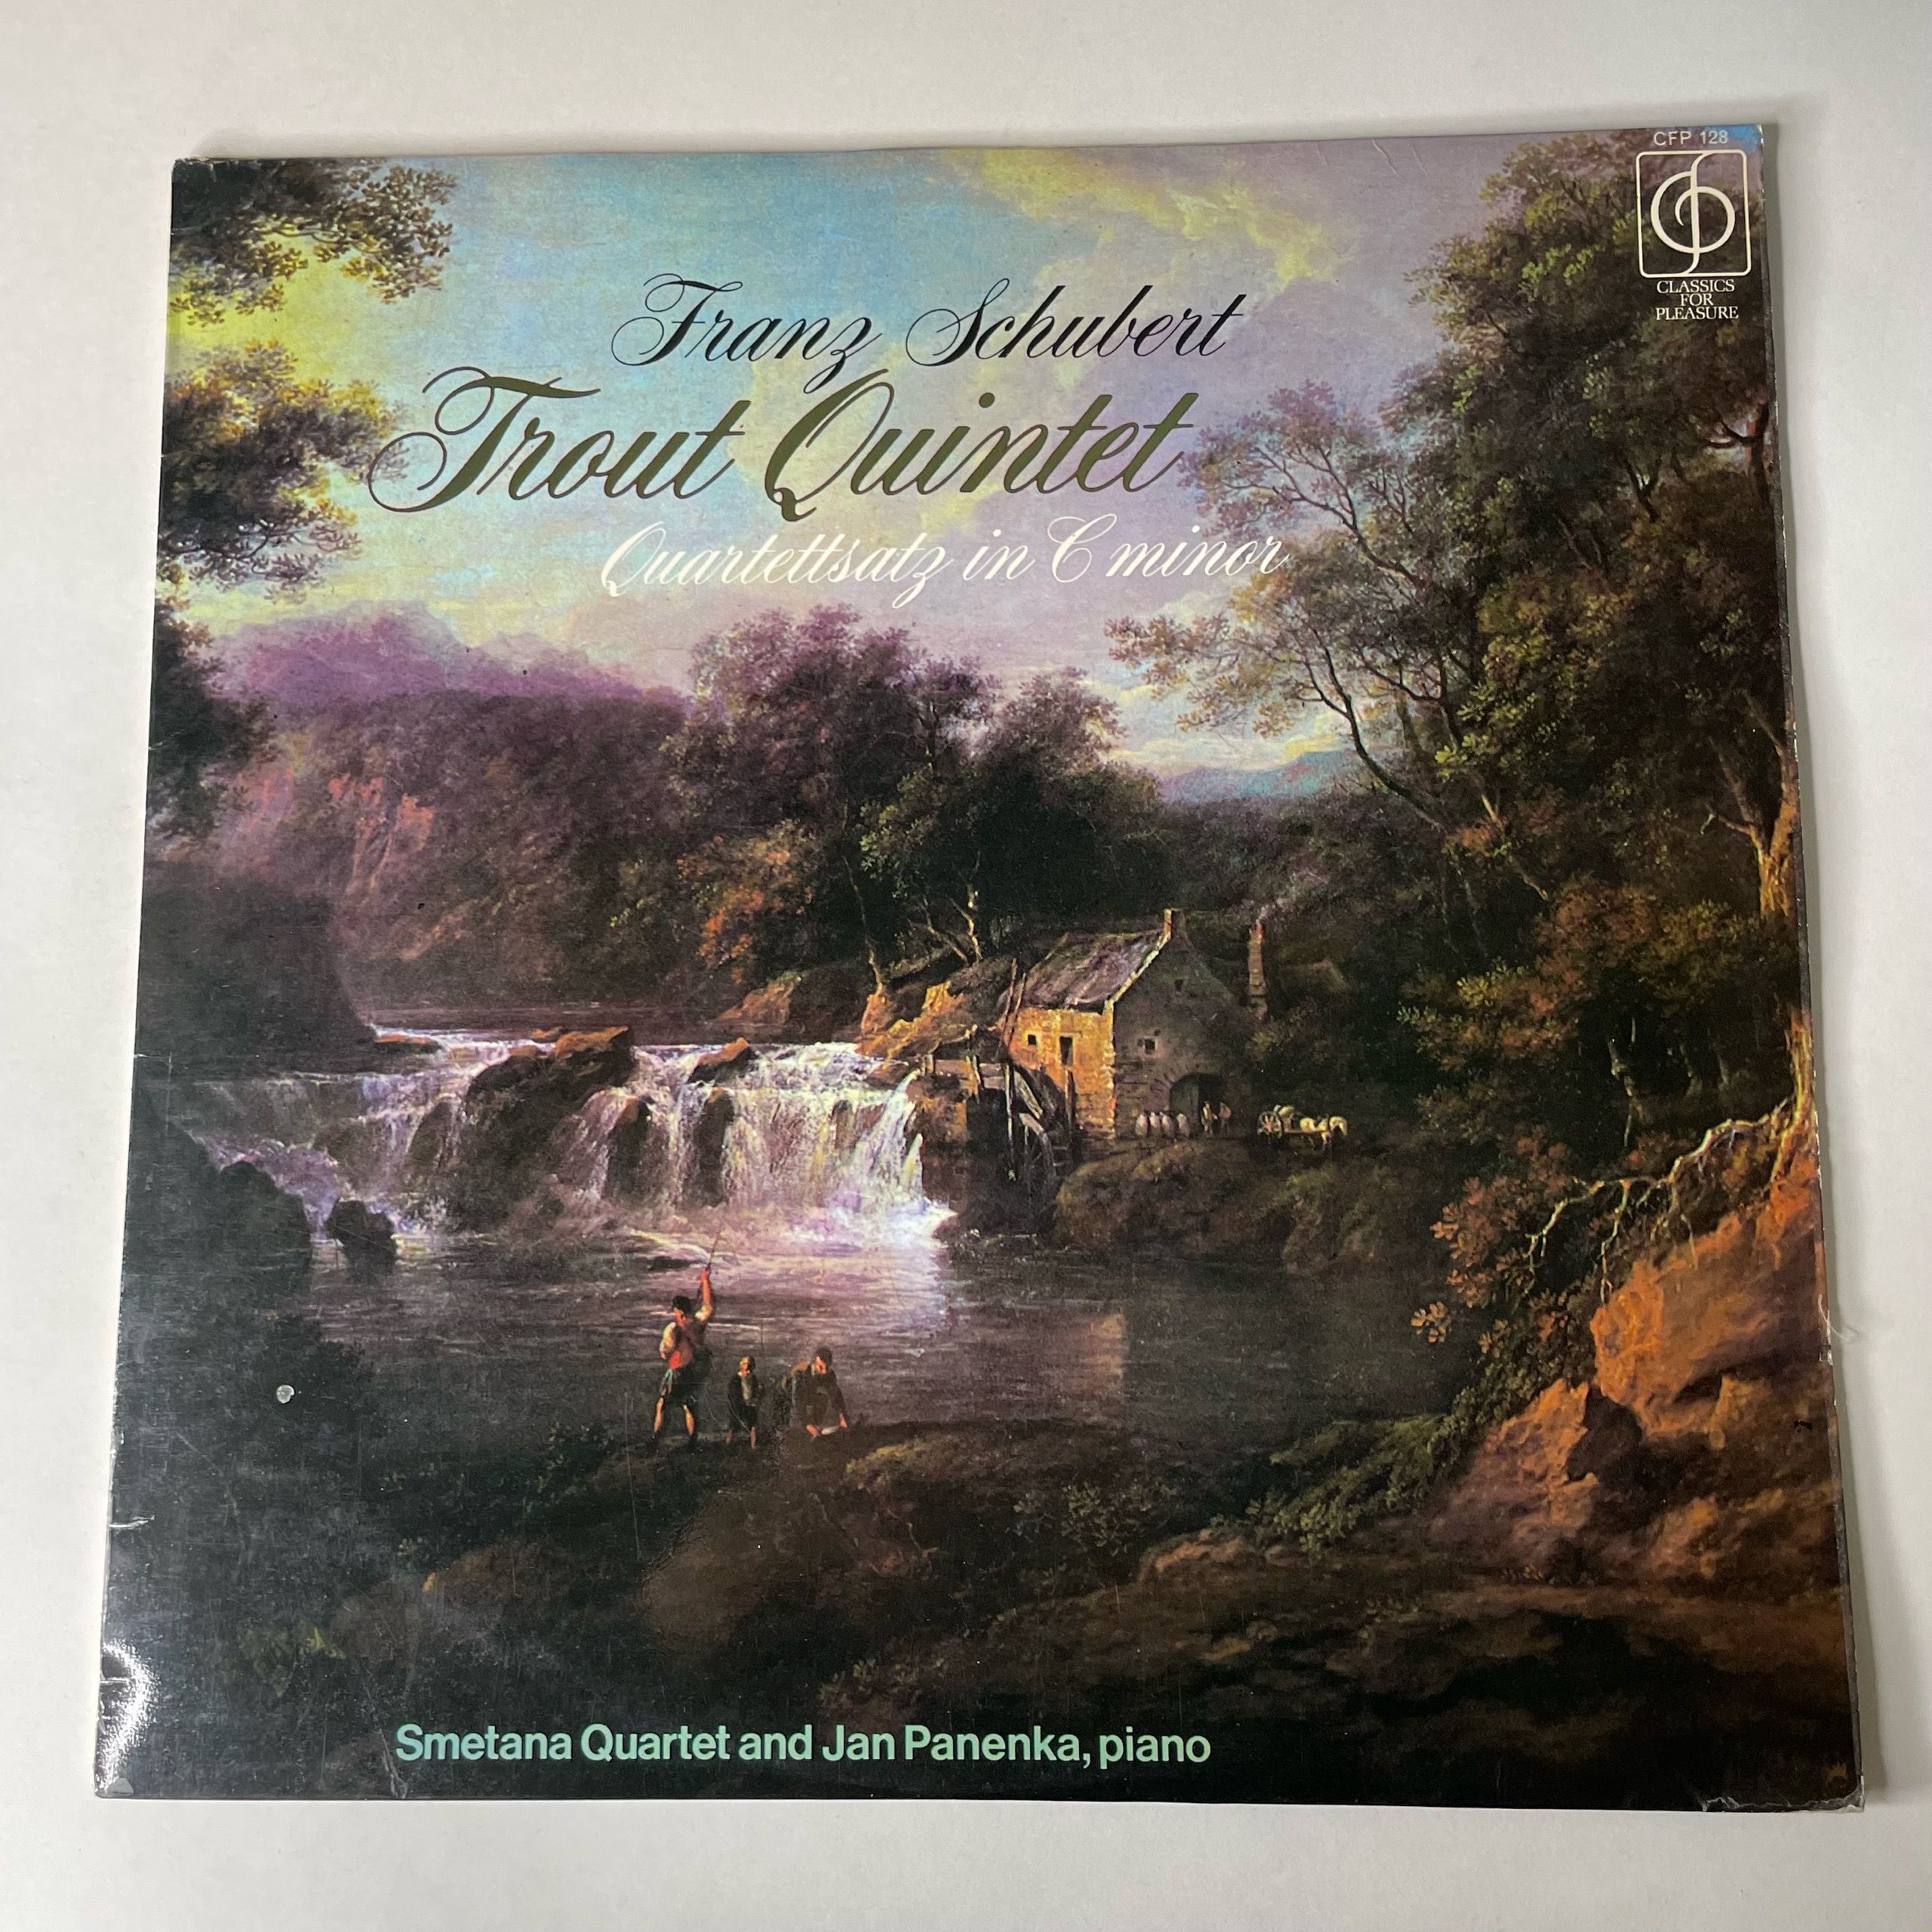 CFP 128
CLASSICS
FOR
PLEASURE
Franz Schubert
Trout Quintet
Quartettsatz in C minor
Smetana Quartet and Jan Panenka, piano